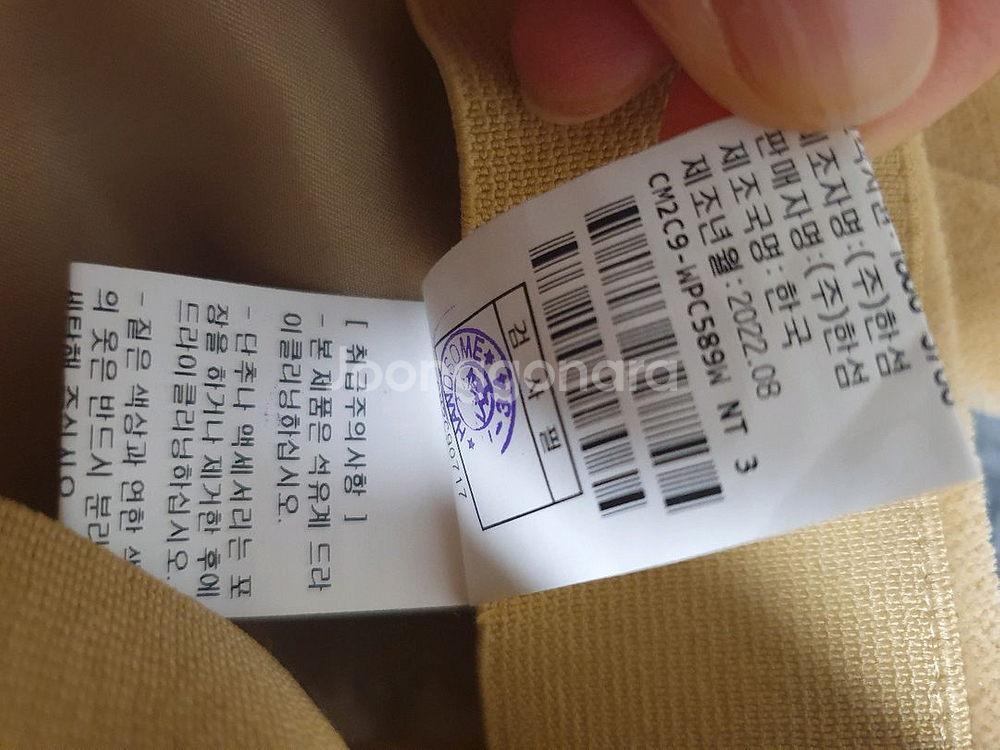 제조자명:(주)한섬
판매자명:(주)한섬
제조국명:한국
제조년월:2022.08
CM2C9-WPC589W NT 3
검 사 필
HANDSOME
[ 취급주의사항 ]
- 본 제품은 석유계 드라
이클리닝하십시오.
- 단추나 액세서리는 포
장을 하거나 제거한 후에
드라이클리닝하십시오.
- 짙은 색상과 연한 색
의 옷은 반드시 분리
Joonggonara